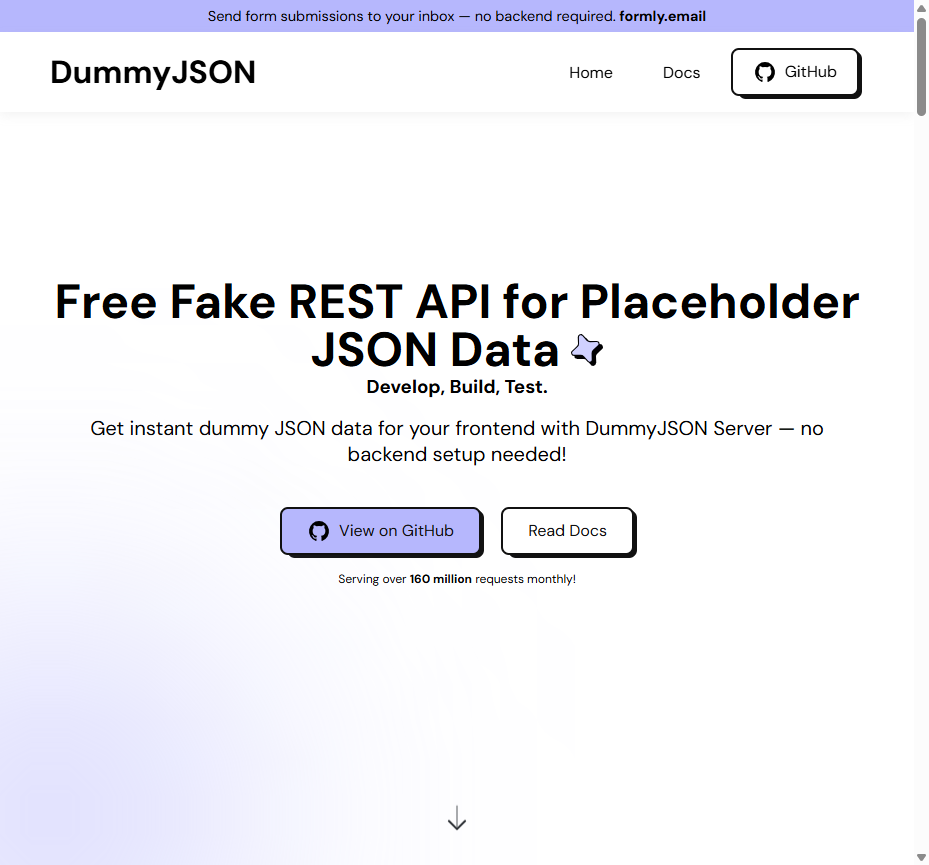 Send form submissions to your inbox — no backend required. formly.email
DummyJSON
Home
Docs
GitHub
Free Fake REST API for Placeholder
JSON Data
Develop, Build, Test.
Get instant dummy JSON data for your frontend with DummyJSON Server — no
backend setup needed!
View on GitHub
Read Docs
Serving over 160 million requests monthly!